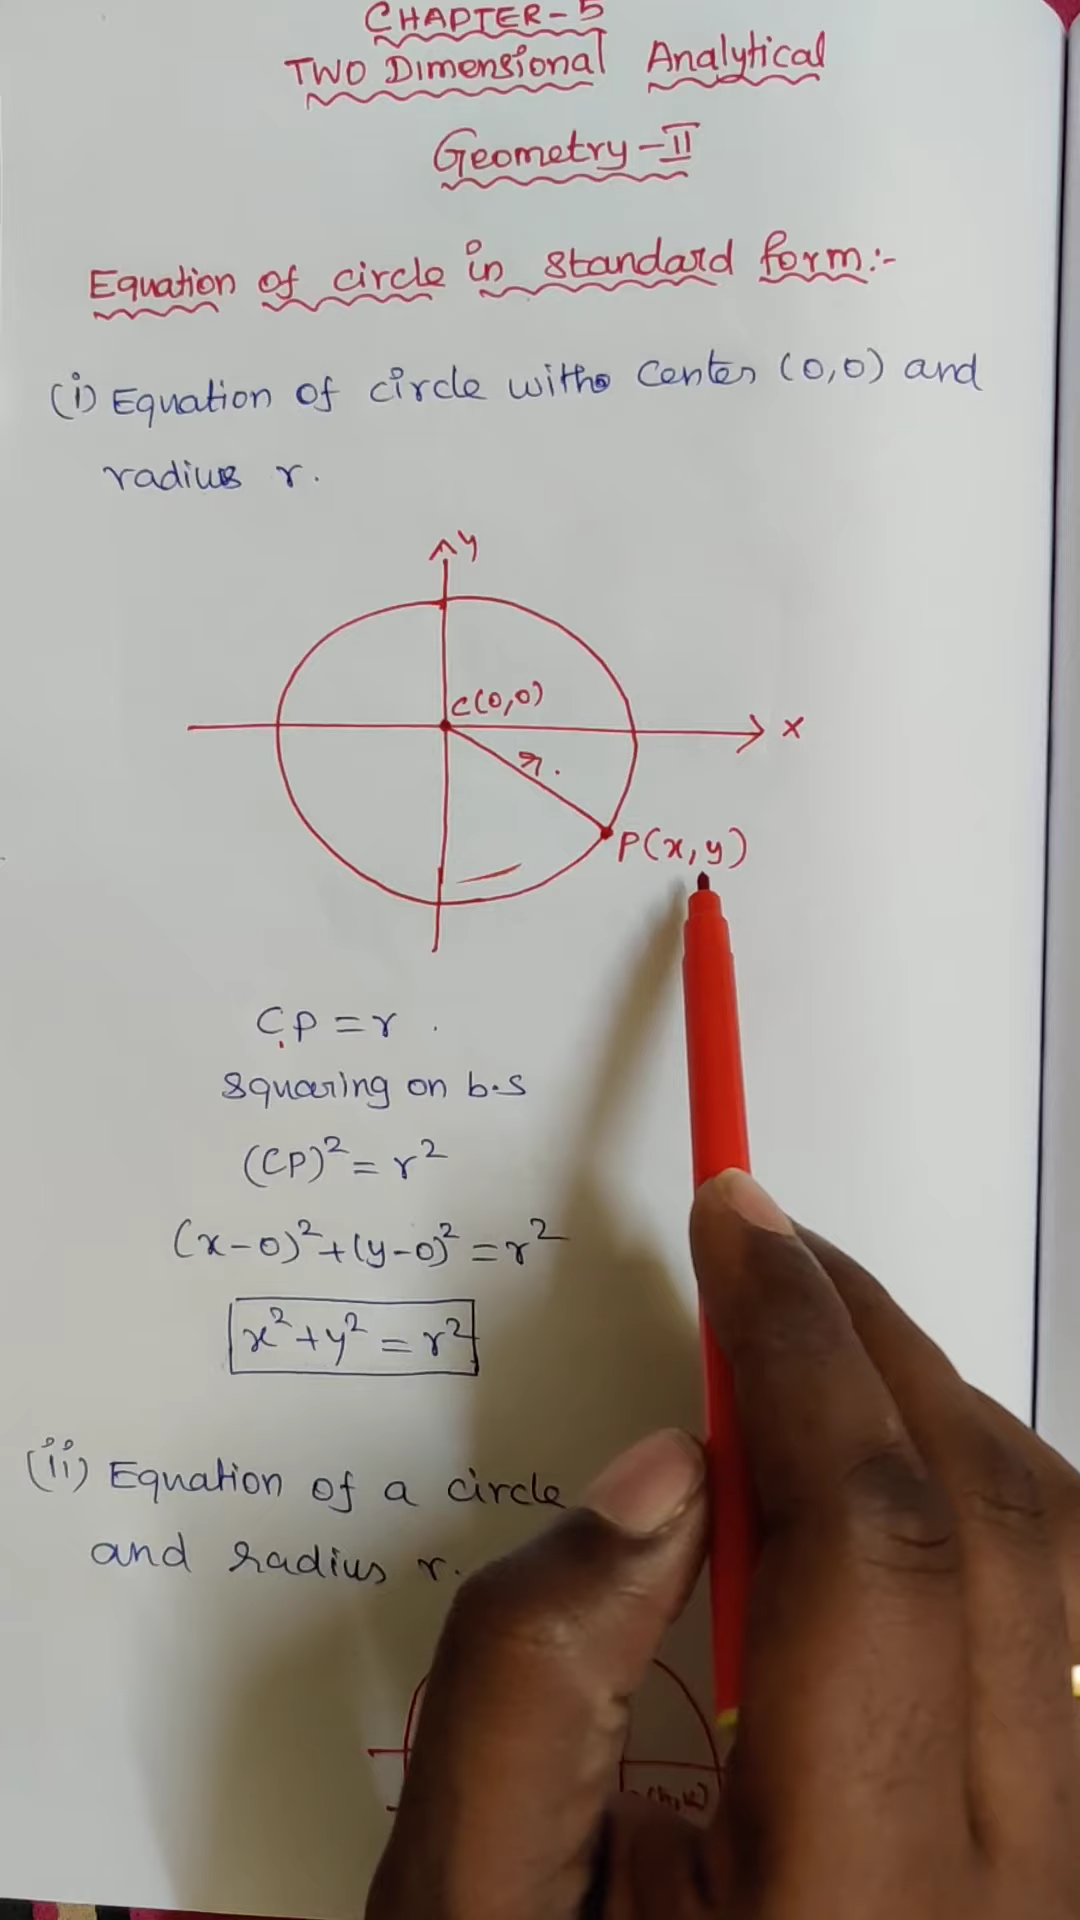 CHAPTER-5
TWO Dimensional Analytical
Geometry-II
Equation of circle in standard form:-
(i) Equation of circle with center (0,0) and
radius r.
y
C(0,0)
x
r.
P(x,y)
CP = r .
squaring on b.s
(CP)² = r²
(x-0)²+(y-0)² = r²
x²+y² = r²
(ii) Equation of a circle
and radius r.
(h,k)